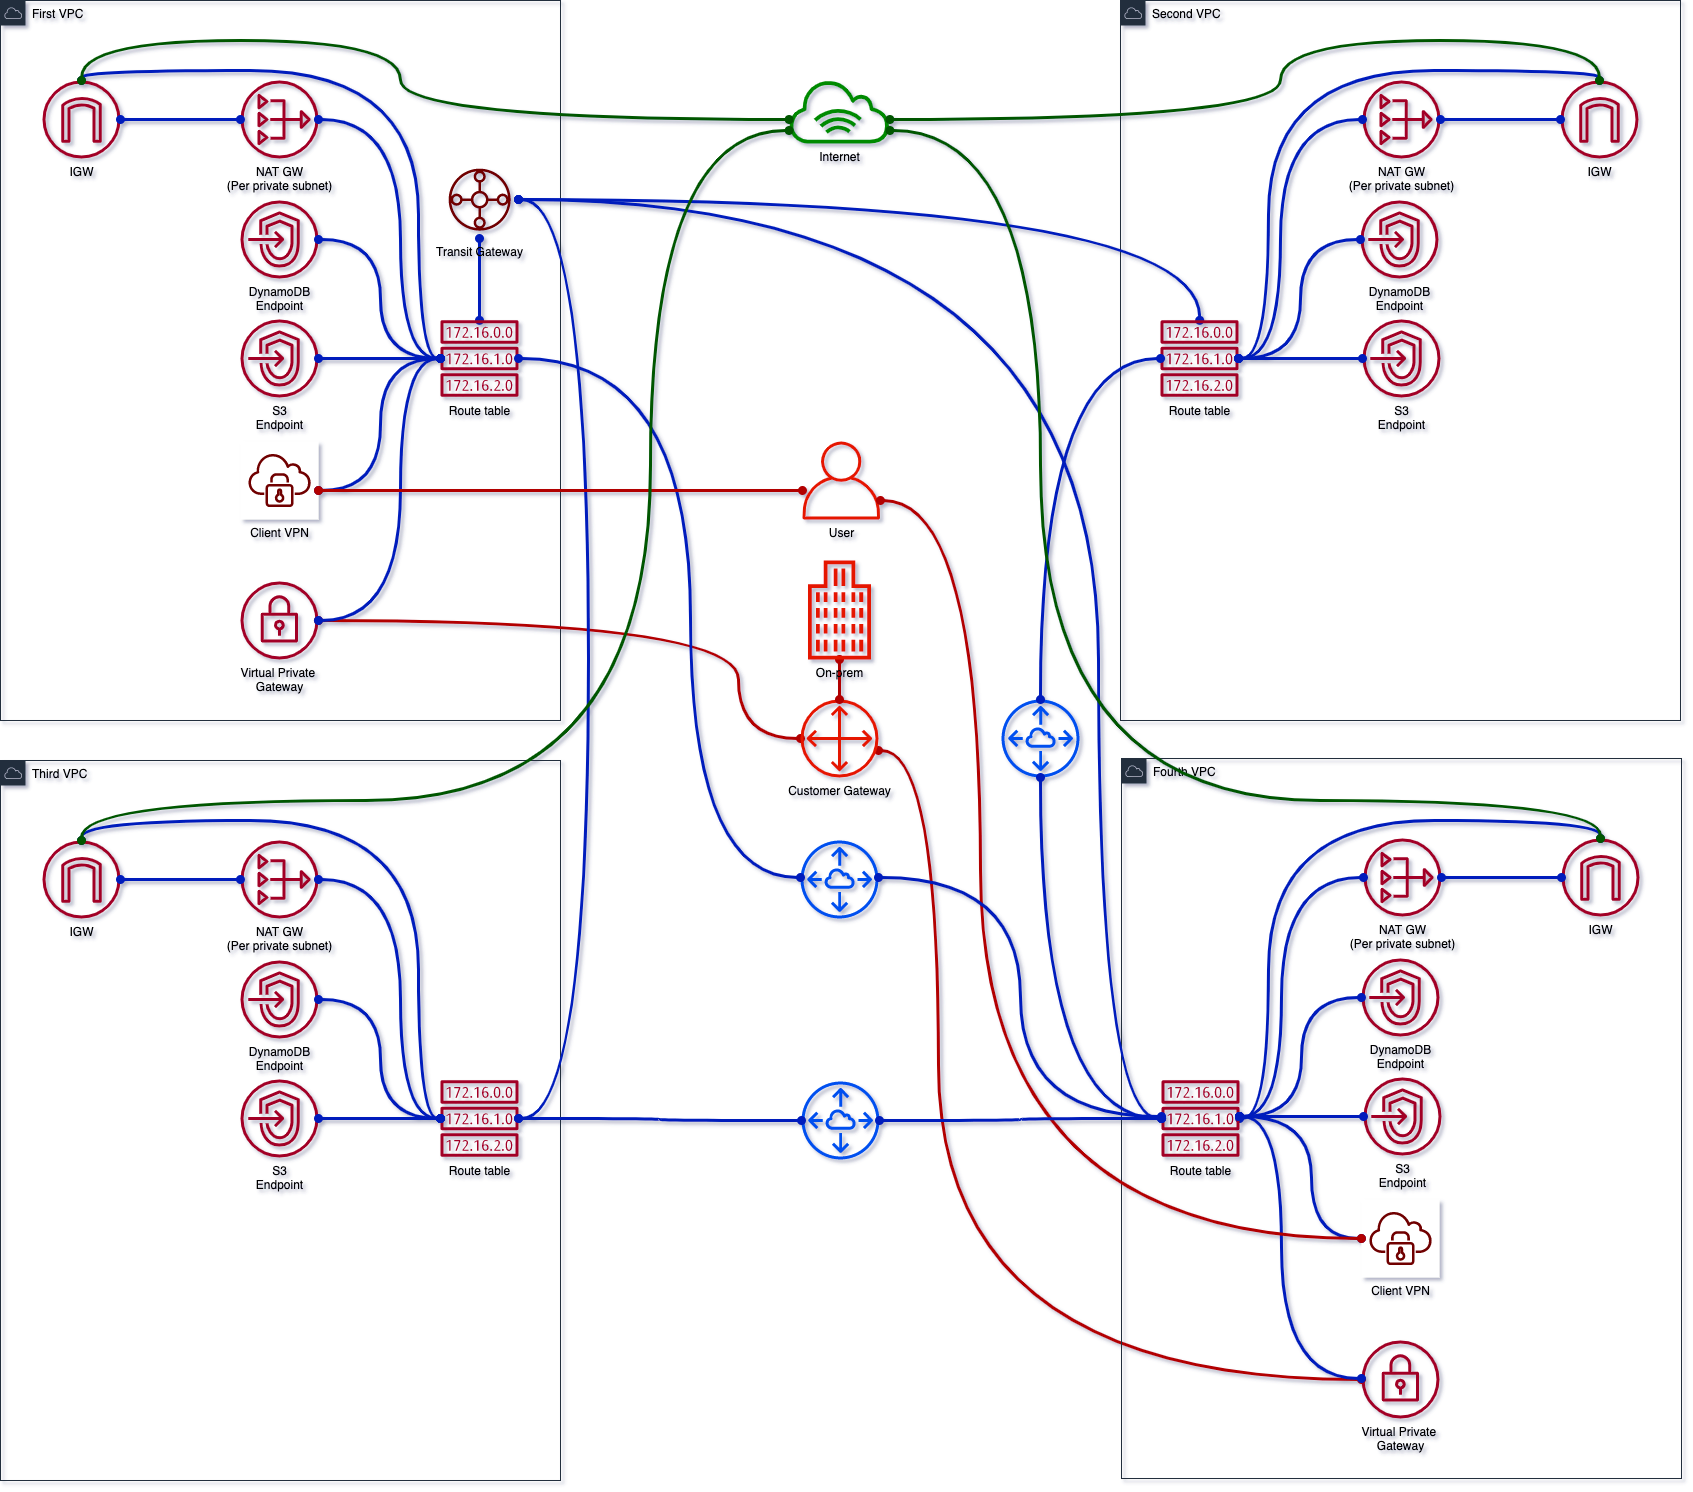 First VPC
IGW
NAT GW
(Per private subnet)
DynamoDB
Endpoint
S3
Endpoint
Client VPN
Virtual Private
Gateway
Transit Gateway
172.16.0.0
172.16.1.0
172.16.2.0
Route table
Internet
User
On-prem
Customer Gateway
Second VPC
NAT GW
(Per private subnet)
IGW
DynamoDB
Endpoint
S3
Endpoint
172.16.0.0
172.16.1.0
172.16.2.0
Route table
Third VPC
IGW
NAT GW
(Per private subnet)
DynamoDB
Endpoint
S3
Endpoint
172.16.0.0
172.16.1.0
172.16.2.0
Route table
Fourth VPC
NAT GW
(Per private subnet)
IGW
DynamoDB
Endpoint
S3
Endpoint
172.16.0.0
172.16.1.0
172.16.2.0
Route table
Client VPN
Virtual Private
Gateway